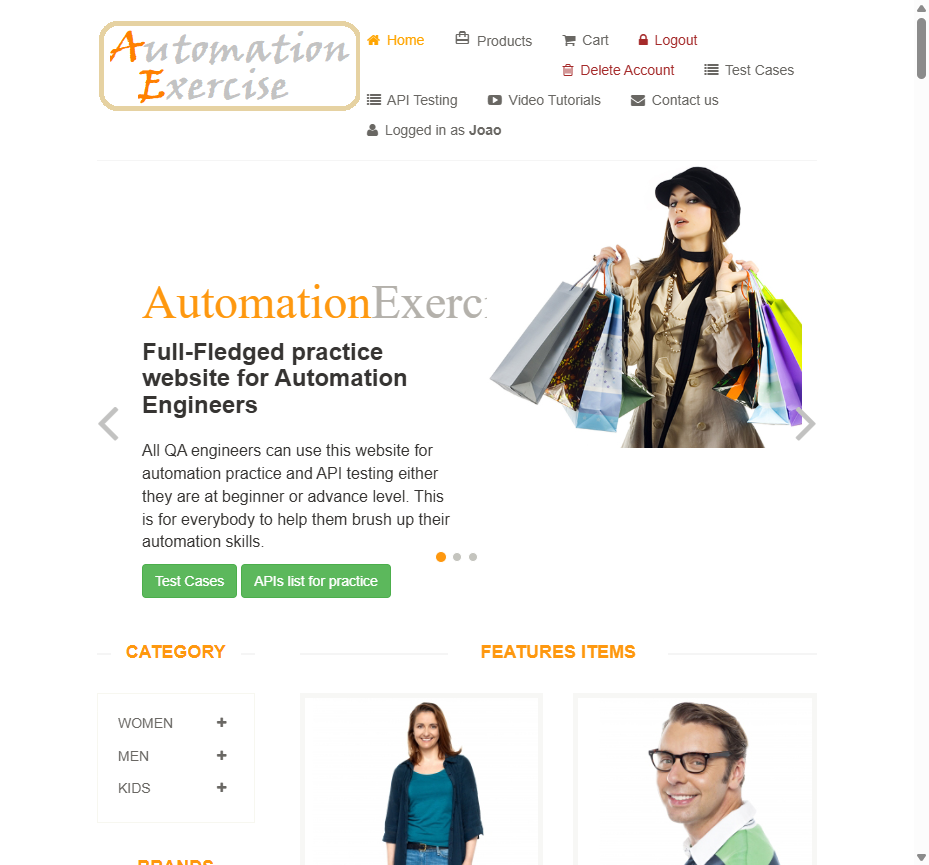 Automation
Exercise
Home
Products
Cart
Logout
Delete Account
Test Cases
API Testing
Video Tutorials
Contact us
Logged in as Joao
AutomationExerc
Full-Fledged practice
website for Automation
Engineers
All QA engineers can use this website for
automation practice and API testing either
they are at beginner or advance level. This
is for everybody to help them brush up their
automation skills.
Test Cases
APIs list for practice
CATEGORY
FEATURES ITEMS
WOMEN
MEN
KIDS
BRANDS